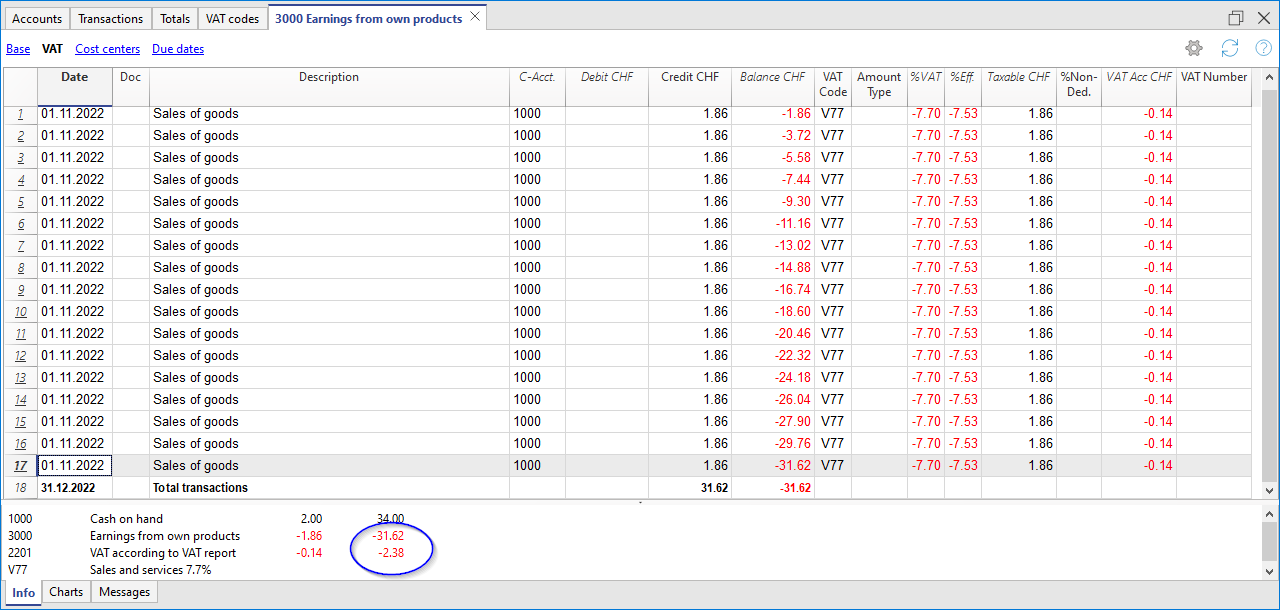 Accounts Transactions Totals VAT codes 3000 Earnings from own products
Base VAT Cost centers Due dates
Date Doc Description C-Acct. Debit CHF Credit CHF Balance CHF VAT Code Amount Type %VAT %Eff. Taxable CHF %Non-Ded. VAT Acc CHF VAT Number
1 01.11.2022 Sales of goods 1000 1.86 -1.86 V77 -7.70 -7.53 1.86 -0.14
2 01.11.2022 Sales of goods 1000 1.86 -3.72 V77 -7.70 -7.53 1.86 -0.14
3 01.11.2022 Sales of goods 1000 1.86 -5.58 V77 -7.70 -7.53 1.86 -0.14
4 01.11.2022 Sales of goods 1000 1.86 -7.44 V77 -7.70 -7.53 1.86 -0.14
5 01.11.2022 Sales of goods 1000 1.86 -9.30 V77 -7.70 -7.53 1.86 -0.14
6 01.11.2022 Sales of goods 1000 1.86 -11.16 V77 -7.70 -7.53 1.86 -0.14
7 01.11.2022 Sales of goods 1000 1.86 -13.02 V77 -7.70 -7.53 1.86 -0.14
8 01.11.2022 Sales of goods 1000 1.86 -14.88 V77 -7.70 -7.53 1.86 -0.14
9 01.11.2022 Sales of goods 1000 1.86 -16.74 V77 -7.70 -7.53 1.86 -0.14
10 01.11.2022 Sales of goods 1000 1.86 -18.60 V77 -7.70 -7.53 1.86 -0.14
11 01.11.2022 Sales of goods 1000 1.86 -20.46 V77 -7.70 -7.53 1.86 -0.14
12 01.11.2022 Sales of goods 1000 1.86 -22.32 V77 -7.70 -7.53 1.86 -0.14
13 01.11.2022 Sales of goods 1000 1.86 -24.18 V77 -7.70 -7.53 1.86 -0.14
14 01.11.2022 Sales of goods 1000 1.86 -26.04 V77 -7.70 -7.53 1.86 -0.14
15 01.11.2022 Sales of goods 1000 1.86 -27.90 V77 -7.70 -7.53 1.86 -0.14
16 01.11.2022 Sales of goods 1000 1.86 -29.76 V77 -7.70 -7.53 1.86 -0.14
17 01.11.2022 Sales of goods 1000 1.86 -31.62 V77 -7.70 -7.53 1.86 -0.14
18 31.12.2022 Total transactions 31.62 -31.62
1000 Cash on hand 2.00 34.00
3000 Earnings from own products -1.86 -31.62
2201 VAT according to VAT report -0.14 -2.38
V77 Sales and services 7.7%
Info Charts Messages